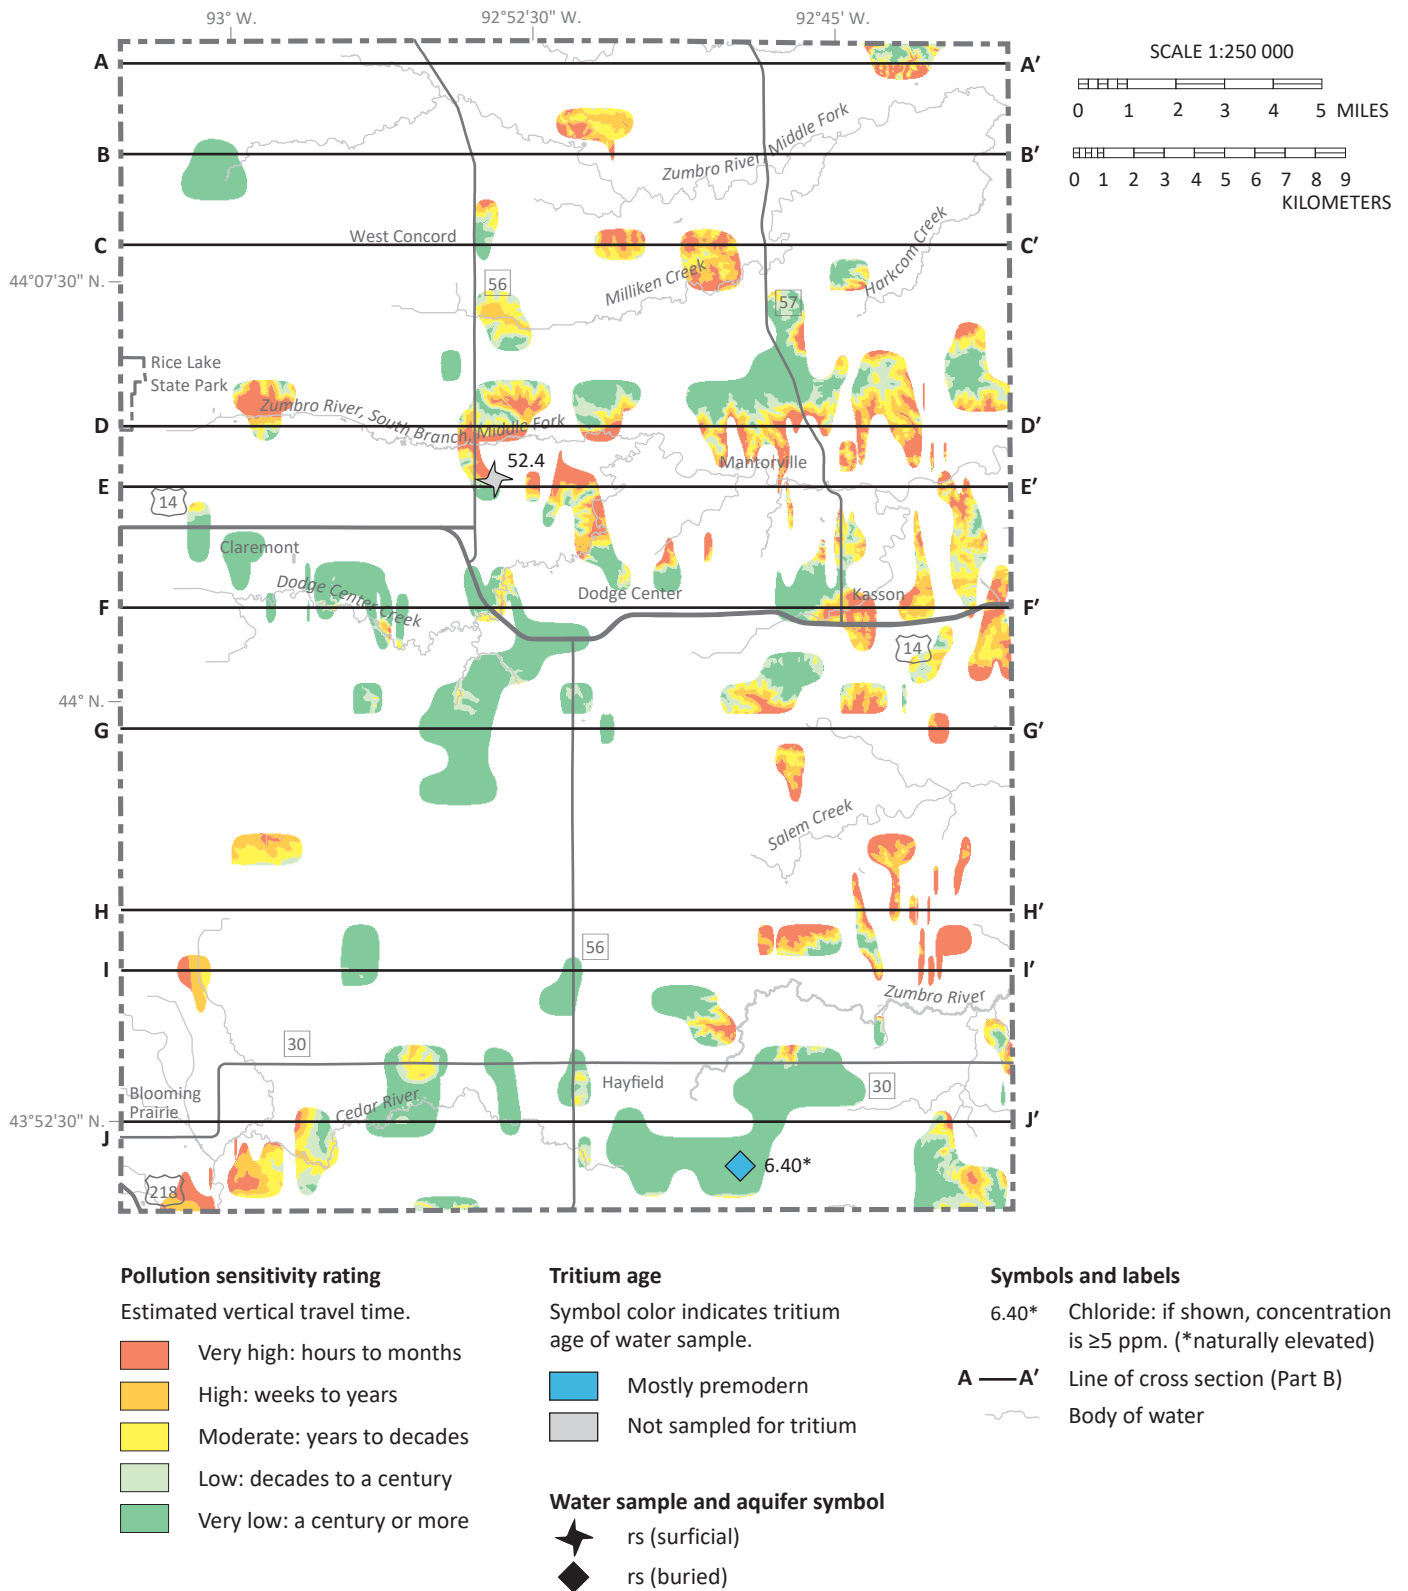 93° W.
92°52'30" W.
92°45' W.
SCALE 1:250 000
0 1 2 3 4 5 MILES
0 1 2 3 4 5 6 7 8 9
KILOMETERS
A
A′
B
B′
Zumbro River, Middle Fork
West Concord
C
C′
Harkcom Creek
44°07'30" N.
56
Milliken Creek
57
Rice Lake
State Park
Zumbro River, South Branch, Middle Fork
D
D′
Mantorville
52.4
E
E′
14
Claremont
Dodge Center Creek
Dodge Center
Kasson
F
F′
14
44° N.
G
G′
Salem Creek
H
H′
56
I
I′
Zumbro River
30
Hayfield
30
Blooming
Prairie
Cedar River
43°52'30" N.
J
J′
6.40*
218
Pollution sensitivity rating
Estimated vertical travel time.
Very high: hours to months
High: weeks to years
Moderate: years to decades
Low: decades to a century
Very low: a century or more
Tritium age
Symbol color indicates tritium
age of water sample.
Mostly premodern
Not sampled for tritium
Water sample and aquifer symbol
rs (surficial)
rs (buried)
Symbols and labels
6.40* Chloride: if shown, concentration
is ≥5 ppm. (*naturally elevated)
A A′ Line of cross section (Part B)
Body of water